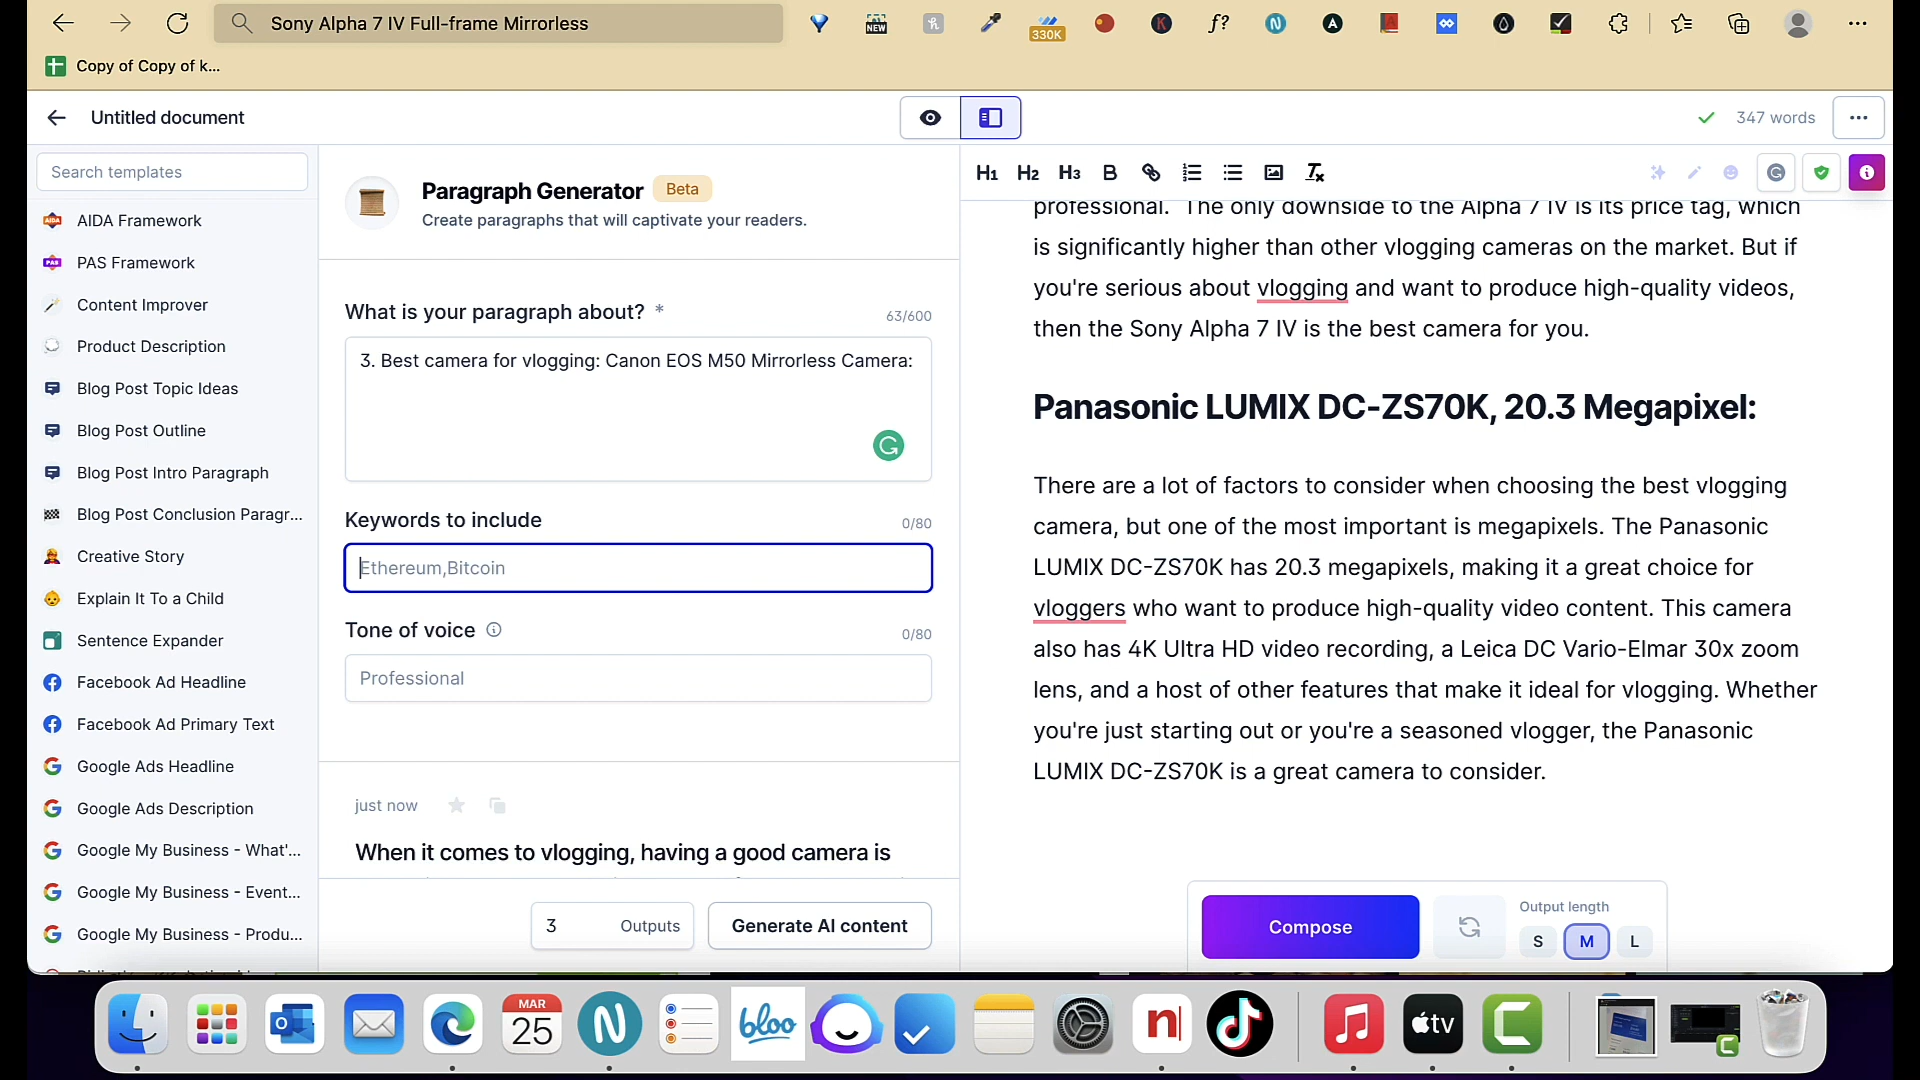 Sony Alpha 7 IV Full-frame Mirrorless
NEW
330K
f?
Copy of Copy of k...
Untitled document
347 words
Search templates
AIDA Framework
PAS Framework
Content Improver
Product Description
Blog Post Topic Ideas
Blog Post Outline
Blog Post Intro Paragraph
Blog Post Conclusion Paragr...
Creative Story
Explain It To a Child
Sentence Expander
Facebook Ad Headline
Facebook Ad Primary Text
Google Ads Headline
Google Ads Description
Google My Business - What'...
Google My Business - Event...
Google My Business - Produ...
Paragraph Generator Beta
Create paragraphs that will captivate your readers.
What is your paragraph about? *
63/600
3. Best camera for vlogging: Canon EOS M50 Mirrorless Camera:
Keywords to include
0/80
Ethereum,Bitcoin
Tone of voice
0/80
Professional
just now
When it comes to vlogging, having a good camera is
3 Outputs
Generate AI content
H1 H2 H3 B
professional. The only downside to the Alpha 7 IV is its price tag, which
is significantly higher than other vlogging cameras on the market. But if
you're serious about vlogging and want to produce high-quality videos,
then the Sony Alpha 7 IV is the best camera for you.
Panasonic LUMIX DC-ZS70K, 20.3 Megapixel:
There are a lot of factors to consider when choosing the best vlogging
camera, but one of the most important is megapixels. The Panasonic
LUMIX DC-ZS70K has 20.3 megapixels, making it a great choice for
vloggers who want to produce high-quality video content. This camera
also has 4K Ultra HD video recording, a Leica DC Vario-Elmar 30x zoom
lens, and a host of other features that make it ideal for vlogging. Whether
you're just starting out or you're a seasoned vlogger, the Panasonic
LUMIX DC-ZS70K is a great camera to consider.
Compose
Output length
S M L
MAR
25
bloo
n
tv